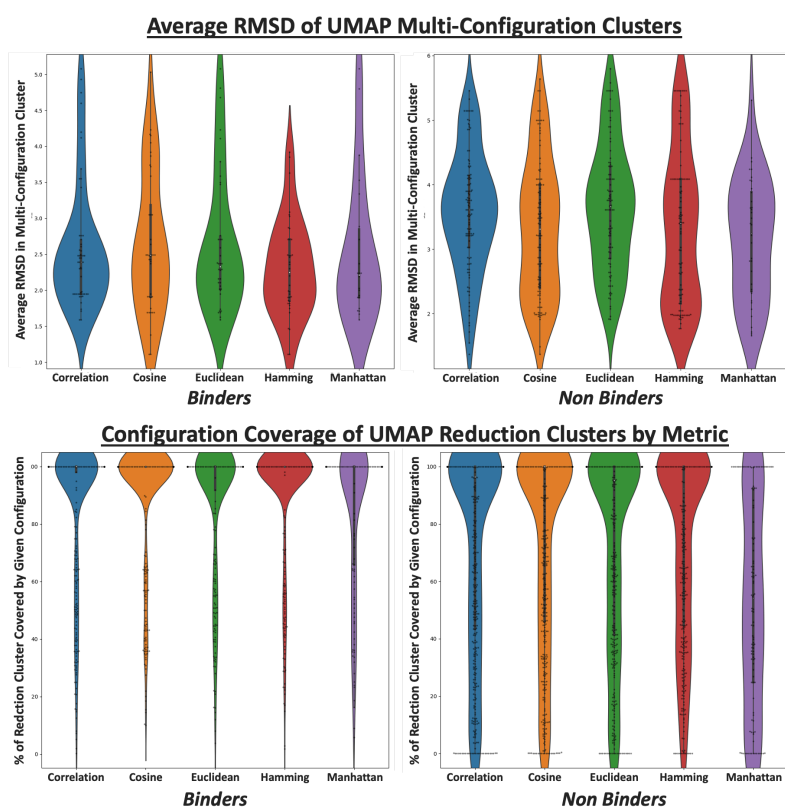 Average RMSD of UMAP Multi-Configuration Clusters
Average RMSD in Multi-Configuration Cluster
5.0
4.5
4.0
3.5
3.0
2.5
2.0
1.5
1.0
Correlation Cosine Euclidean Hamming Manhattan
Binders
Average RMSD in Multi-Configuration Cluster
6
5
4
3
2
Correlation Cosine Euclidean Hamming Manhattan
Non Binders
Configuration Coverage of UMAP Reduction Clusters by Metric
% of Redction Cluster Covered by Given Configuration
00
80
60
40
20
0
Correlation Cosine Euclidean Hamming Manhattan
Binders
% of Redction Cluster Covered by Given Configuration
100
80
60
40
20
0
Correlation Cosine Euclidean Hamming Manhattan
Non Binders